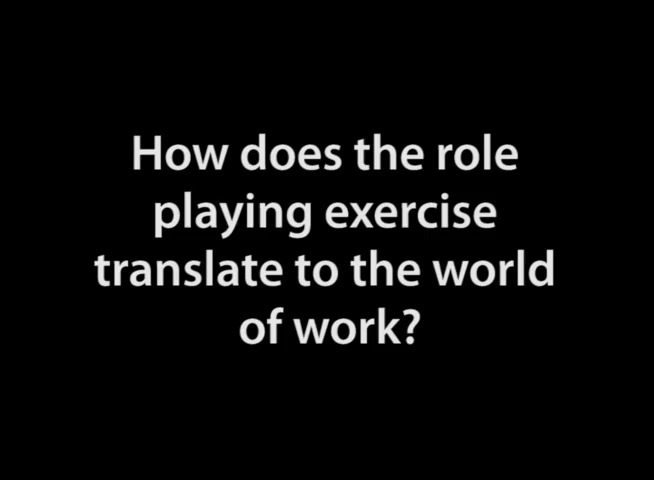 How does the role
playing exercise
translate to the world
of work?